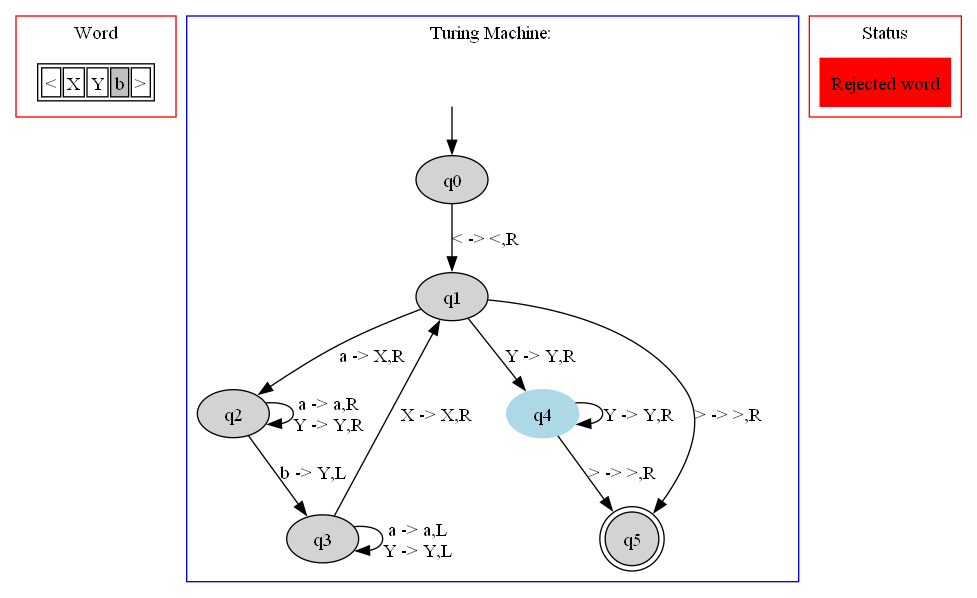 Word
< X Y b >
Turing Machine:
Status
Rejected word
q0
< -> <,R
q1
a -> X,R
Y -> Y,R
q2
a -> a,R
Y -> Y,R
X -> X,R
q4
Y -> Y,R
> -> >,R
b -> Y,L
> -> >,R
q3
a -> a,L
Y -> Y,L
q5